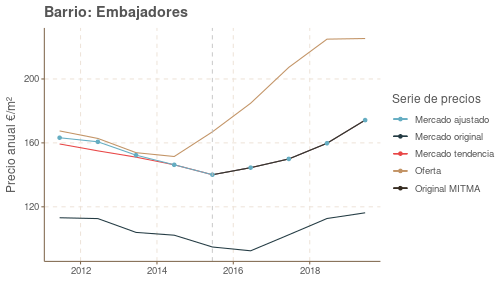 Barrio: Embajadores
Precio anual €/m²
200
160
120
2012
2014
2016
2018
Serie de precios
Mercado ajustado
Mercado original
Mercado tendencia
Oferta
Original MITMA